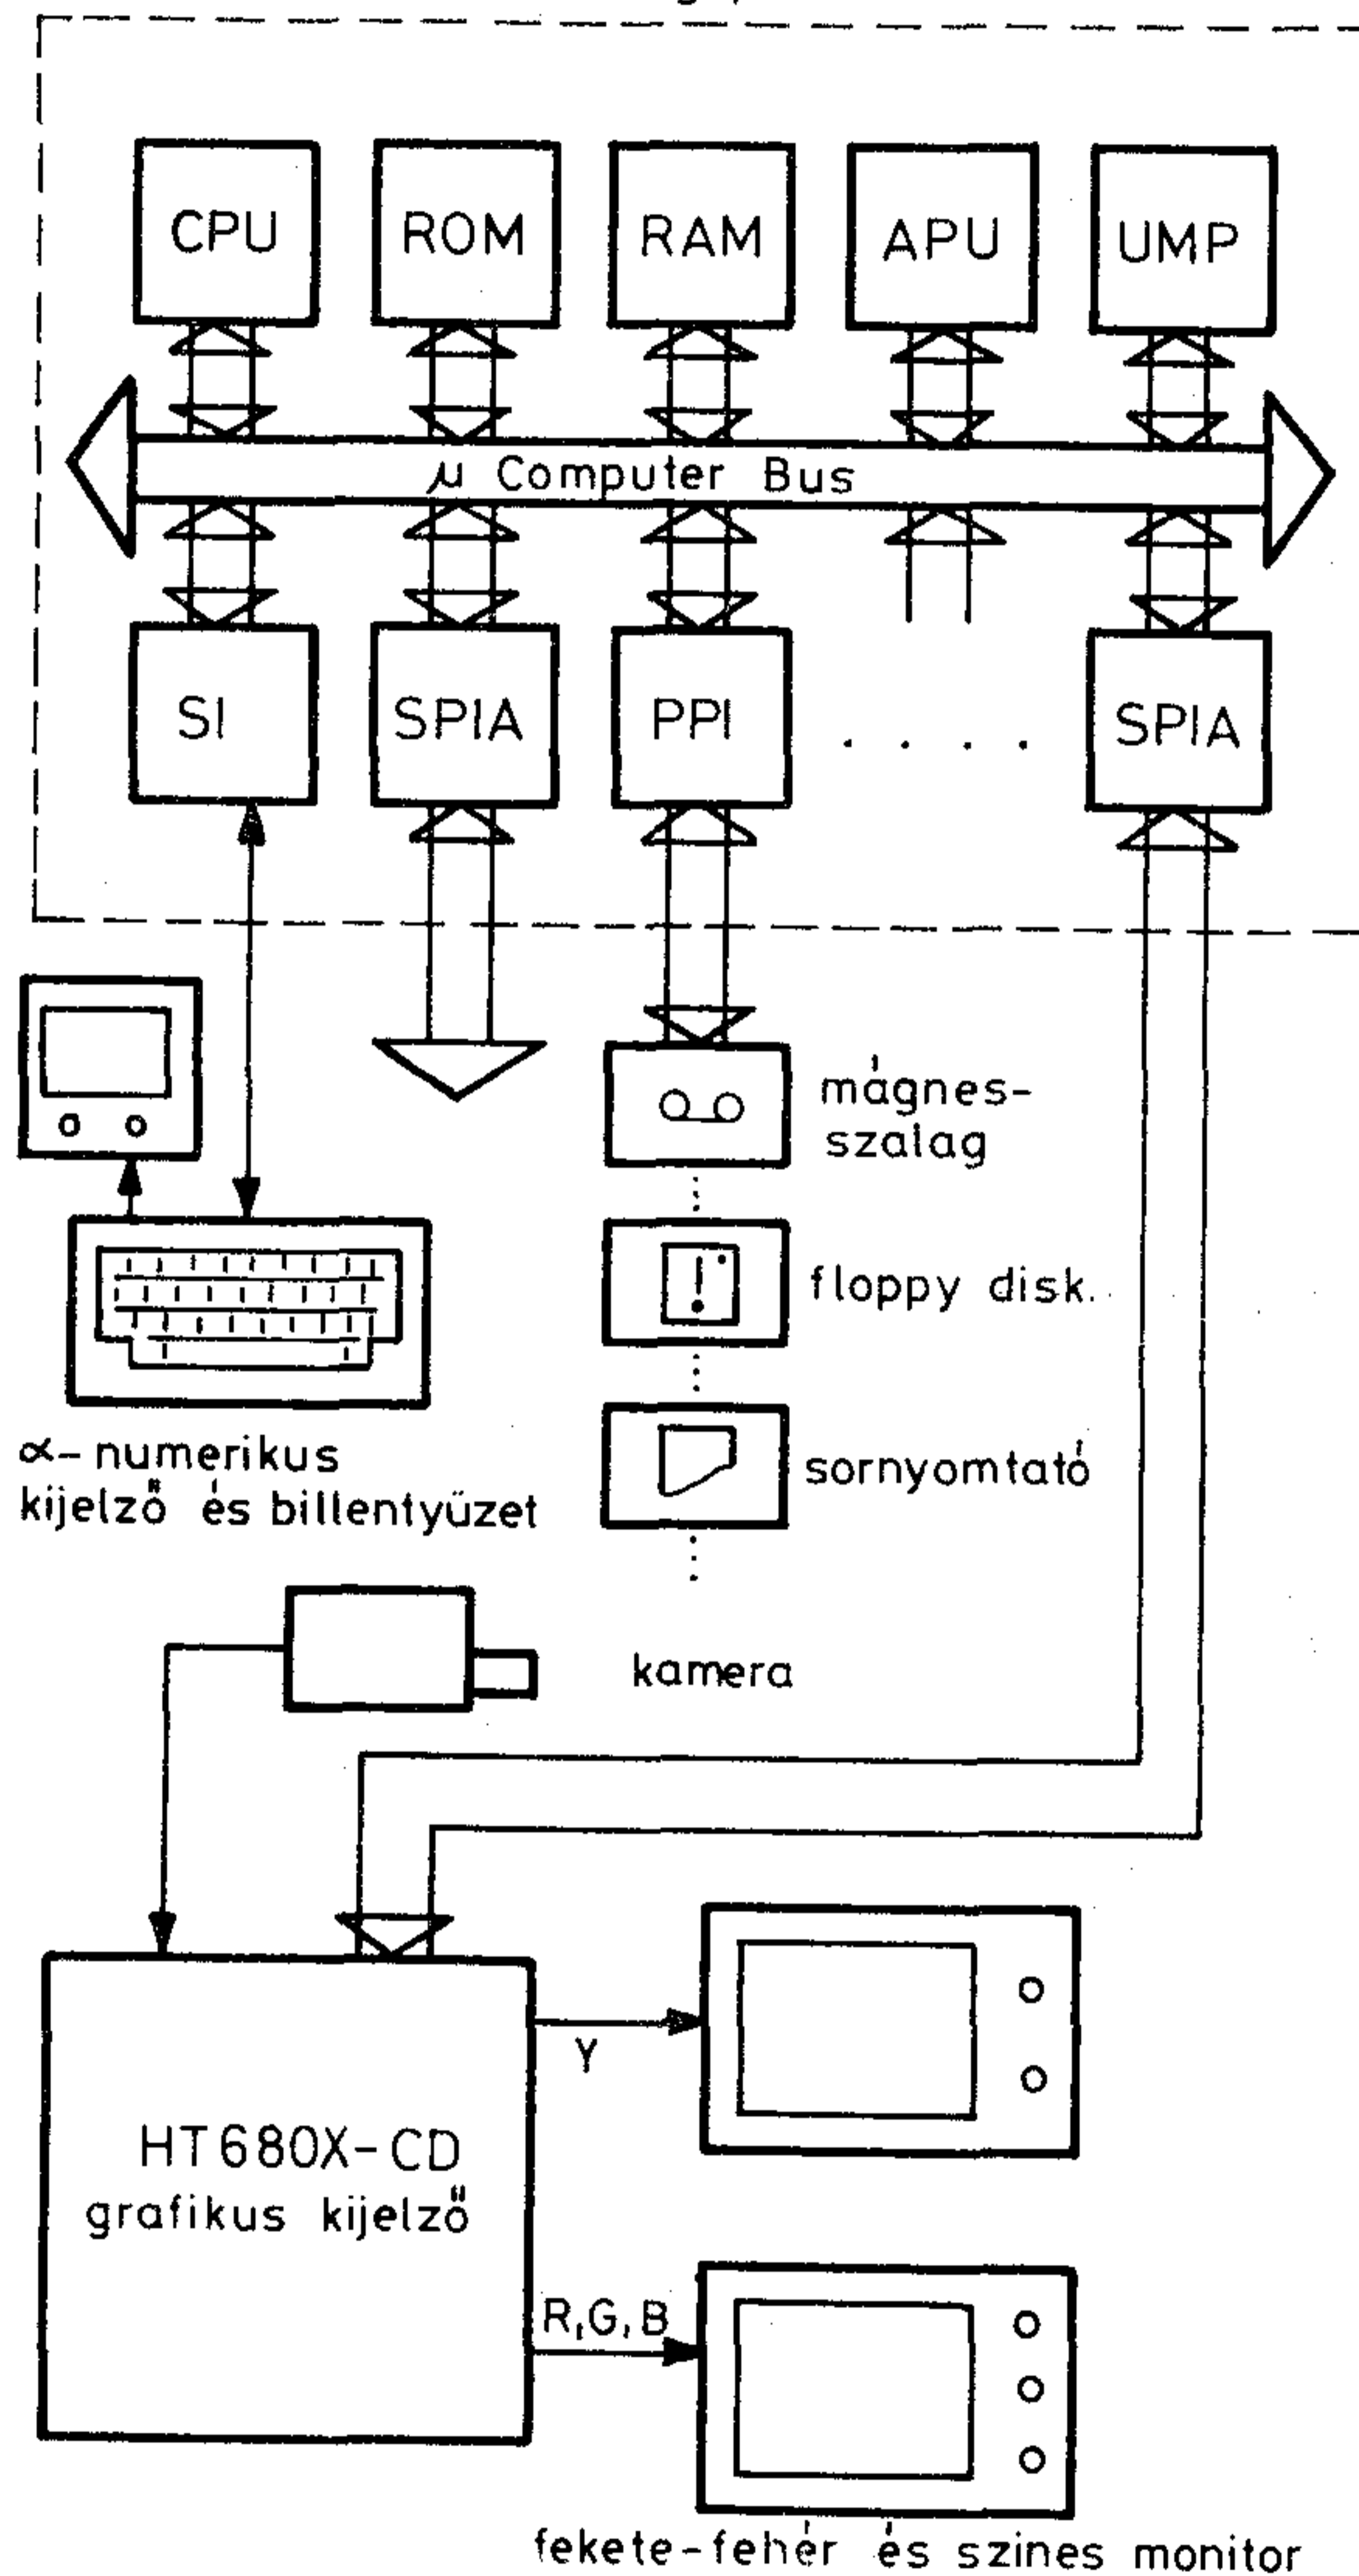 CPU
ROM
RAM
APU
UMP
µ Computer Bus
SI
SPIA
PPI
. . . .
SPIA
mágnes-
szalag
floppy disk.
sornyomtató
α-numerikus
kijelző és billentyűzet
kamera
Y
HT680X-CD
grafikus kijelző
R,G,B
fekete-fehér és szines monitor